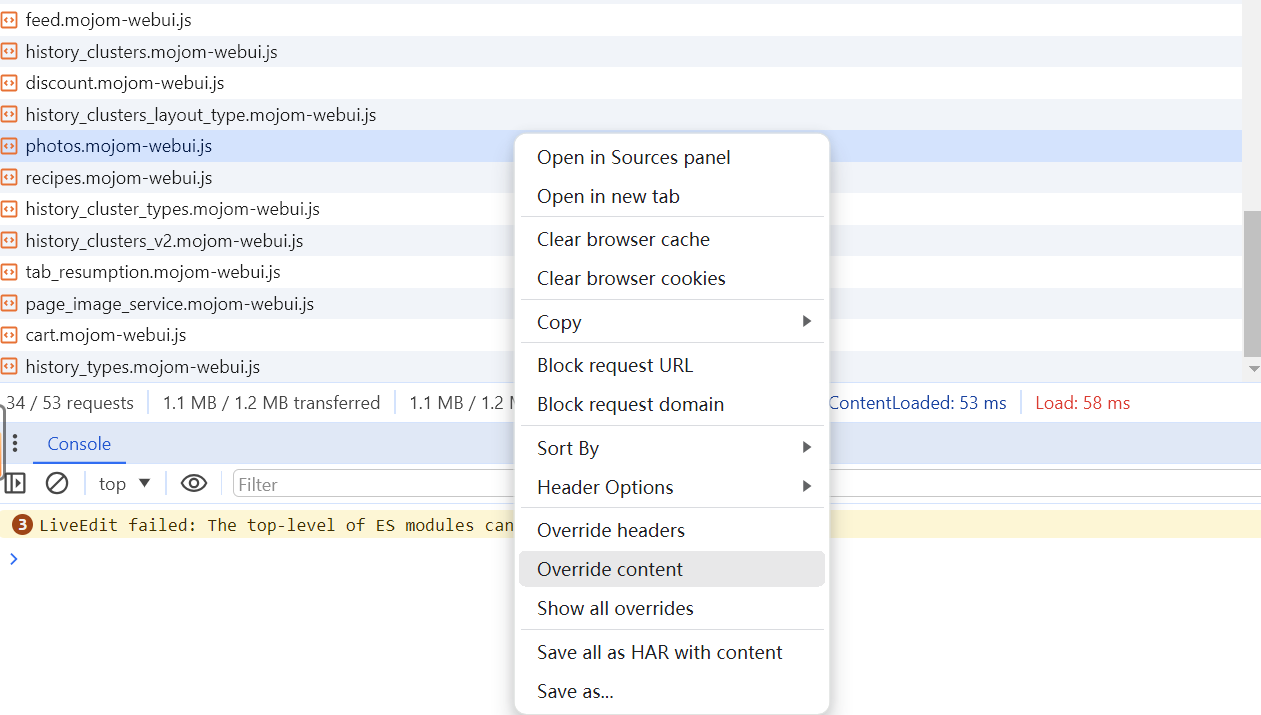 feed.mojom-webui.js
history_clusters.mojom-webui.js
discount.mojom-webui.js
history_clusters_layout_type.mojom-webui.js
photos.mojom-webui.js
recipes.mojom-webui.js
history_cluster_types.mojom-webui.js
history_clusters_v2.mojom-webui.js
tab_resumption.mojom-webui.js
page_image_service.mojom-webui.js
cart.mojom-webui.js
history_types.mojom-webui.js
34 / 53 requests 1.1 MB / 1.2 MB transferred 1.1 MB / 1.2 ContentLoaded: 53 ms Load: 58 ms
Console
top Filter
3 LiveEdit failed: The top-level of ES modules can
Open in Sources panel
Open in new tab
Clear browser cache
Clear browser cookies
Copy
Block request URL
Block request domain
Sort By
Header Options
Override headers
Override content
Show all overrides
Save all as HAR with content
Save as...